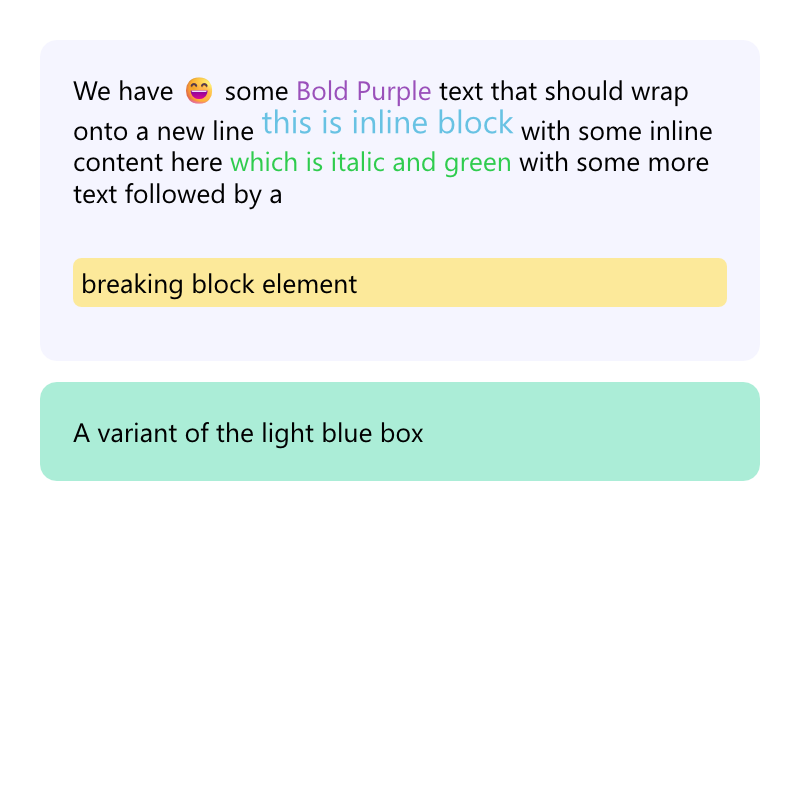 We have 😄 some Bold Purple text that should wrap
onto a new line this is inline block with some inline
content here which is italic and green with some more
text followed by a
breaking block element
A variant of the light blue box